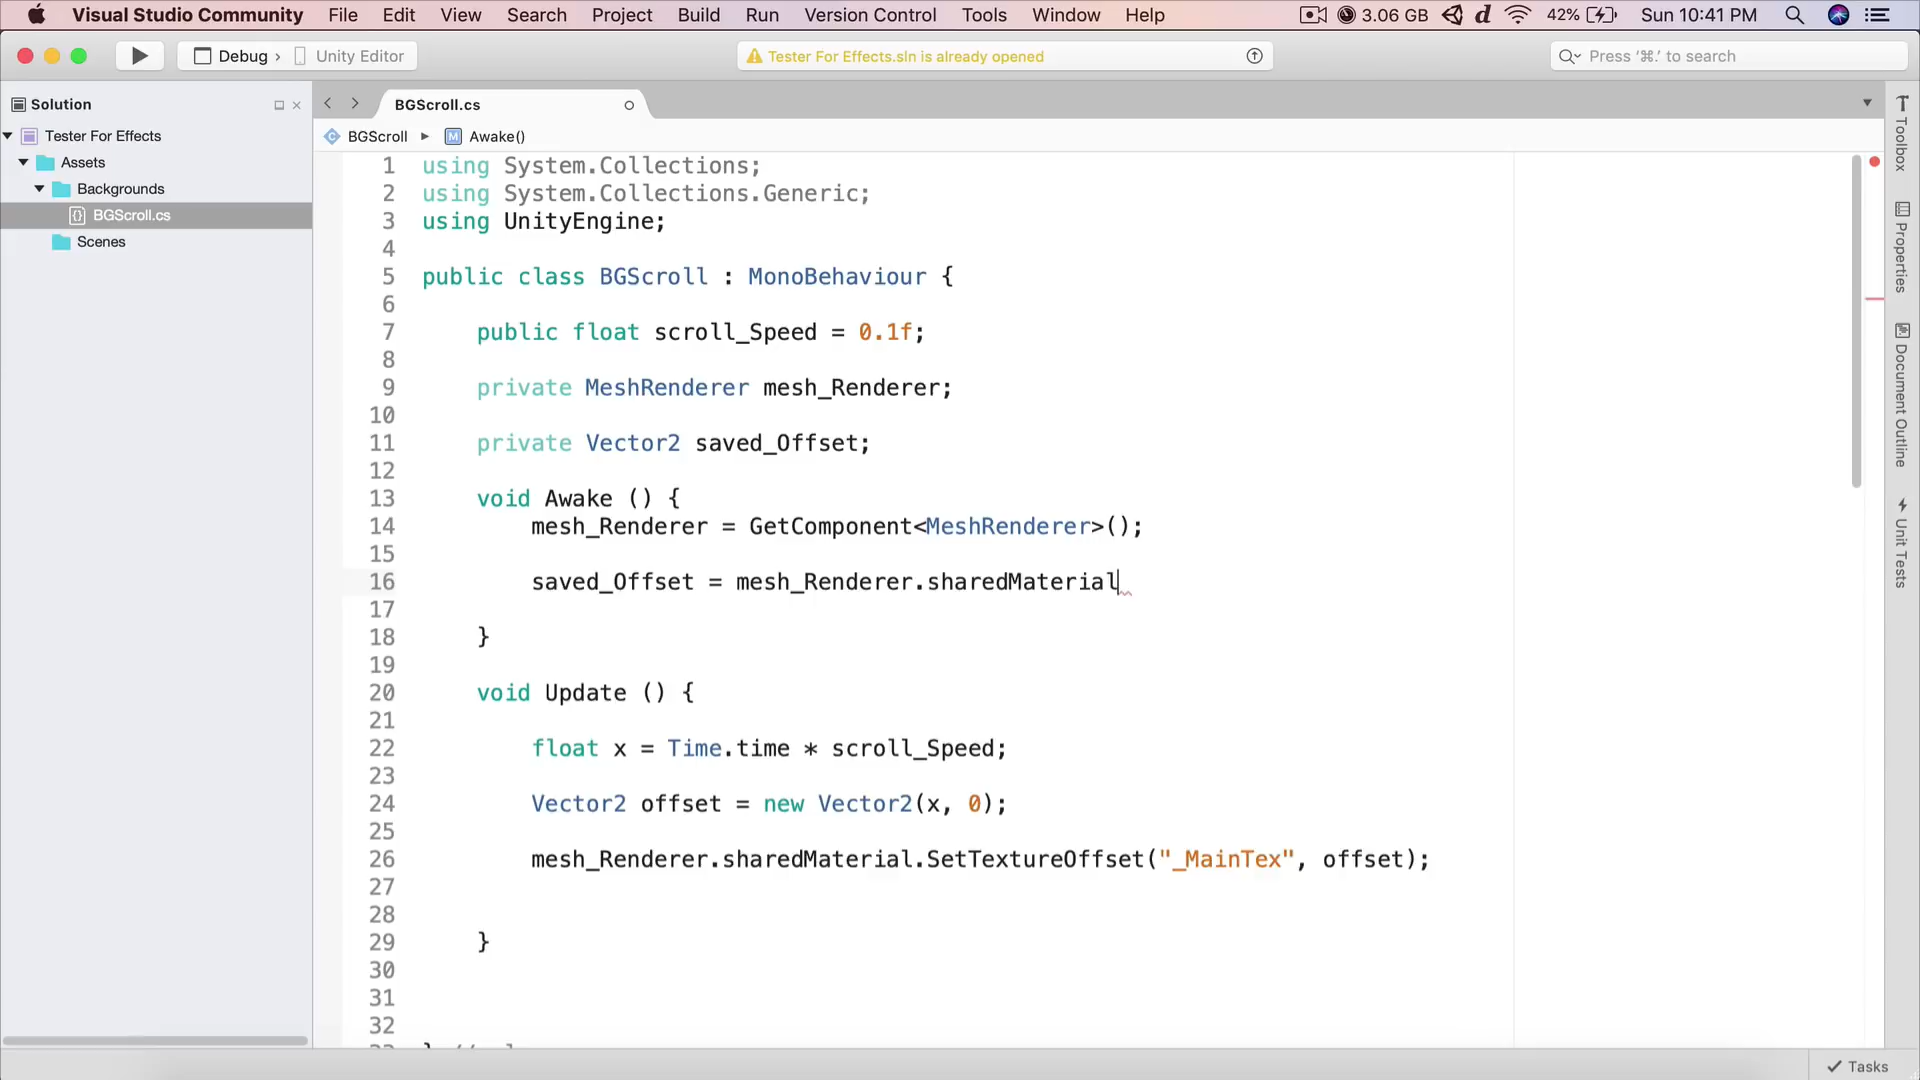 Visual Studio Community File Edit View Search Project Build Run Version Control Tools Window Help 3.06 GB d 42% Sun 10:41 PM
Debug › Unity Editor
Tester For Effects.sln is already opened
Press '⌘.' to search
Solution
Tester For Effects
Assets
Backgrounds
BGScroll.cs
Scenes
BGScroll.cs
BGScroll ▸ M Awake()
1 using System.Collections;
2 using System.Collections.Generic;
3 using UnityEngine;
4
5 public class BGScroll : MonoBehaviour {
6
7 public float scroll_Speed = 0.1f;
8
9 private MeshRenderer mesh_Renderer;
10
11 private Vector2 saved_Offset;
12
13 void Awake () {
14 mesh_Renderer = GetComponent<MeshRenderer>();
15
16 saved_Offset = mesh_Renderer.sharedMaterial
17
18 }
19
20 void Update () {
21
22 float x = Time.time * scroll_Speed;
23
24 Vector2 offset = new Vector2(x, 0);
25
26 mesh_Renderer.sharedMaterial.SetTextureOffset("_MainTex", offset);
27
28
29 }
30
31
32
Toolbox
Properties
Document Outline
Unit Tests
Tasks